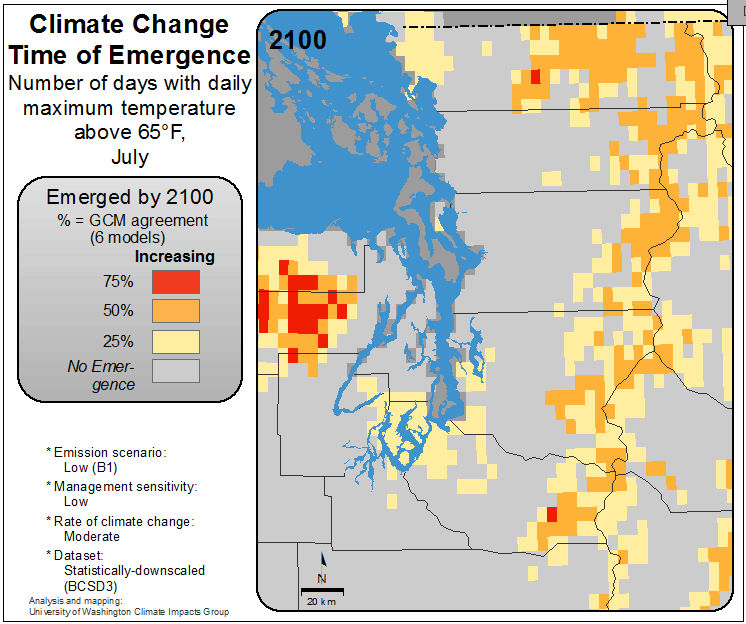 Climate Change
Time of Emergence
Number of days with daily
maximum temperature
above 65°F,
July
Emerged by 2100
% = GCM agreement
(6 models)
Increasing
75%
50%
25%
No Emer-
gence
* Emission scenario:
Low (B1)
* Management sensitivity:
Low
* Rate of climate change:
Moderate
* Dataset:
Statistically-downscaled
(BCSD3)
Analysis and mapping:
University of Washington Climate Impacts Group
2100
N
20 km